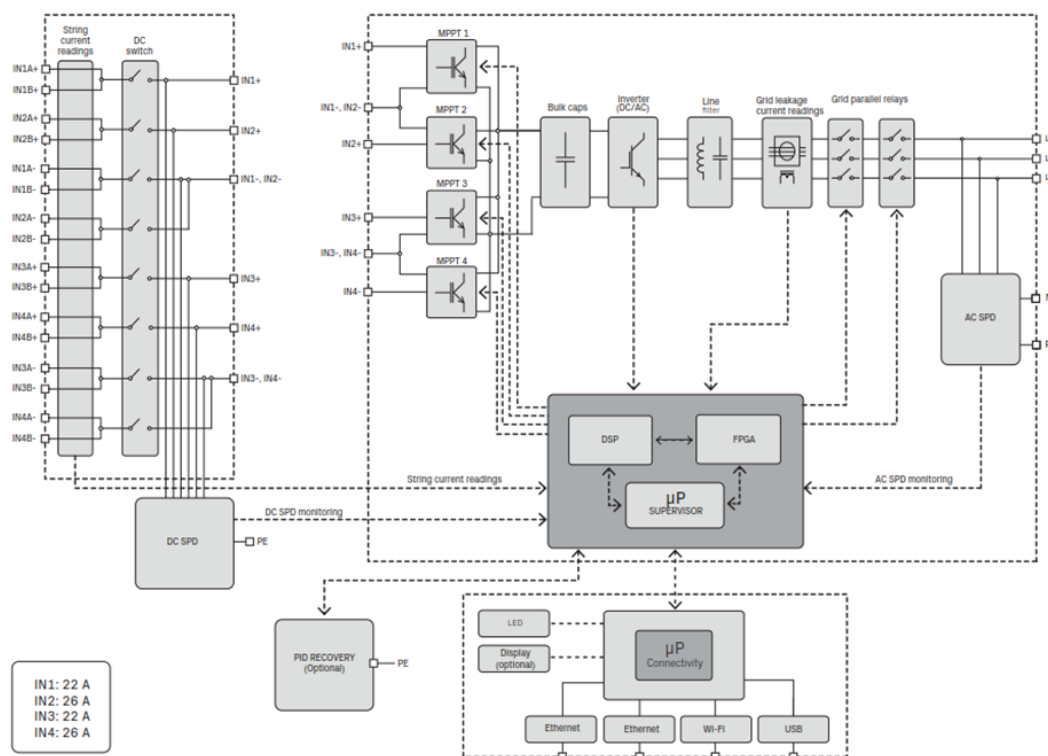 String
current
readings
DC
switch
IN1A+
IN1B+
IN2A+
IN2B+
IN1A-
IN1B-
IN2A-
IN2B-
IN3A+
IN3B+
IN4A+
IN4B+
IN3A-
IN3B-
IN4A-
IN4B-
IN1+
IN2+
IN1-, IN2-
IN3+
IN4+
IN3-, IN4-
DC SPD
PE
String current readings
DC SPD monitoring
IN1+
IN1-, IN2-
IN2+
IN3+
IN3-, IN4-
IN4-
MPPT 1
MPPT 2
MPPT 3
MPPT 4
Bulk caps
Inverter
(DC/AC)
Line
filter
Grid leakage
current readings
Grid parallel relays
AC SPD
AC SPD monitoring
DSP
FPGA
µP
SUPERVISOR
PID RECOVERY
(Optional)
PE
LED
Display
(optional)
µP
Connectivity
Ethernet
Ethernet
WI-FI
USB
IN1: 22 A
IN2: 26 A
IN3: 22 A
IN4: 26 A